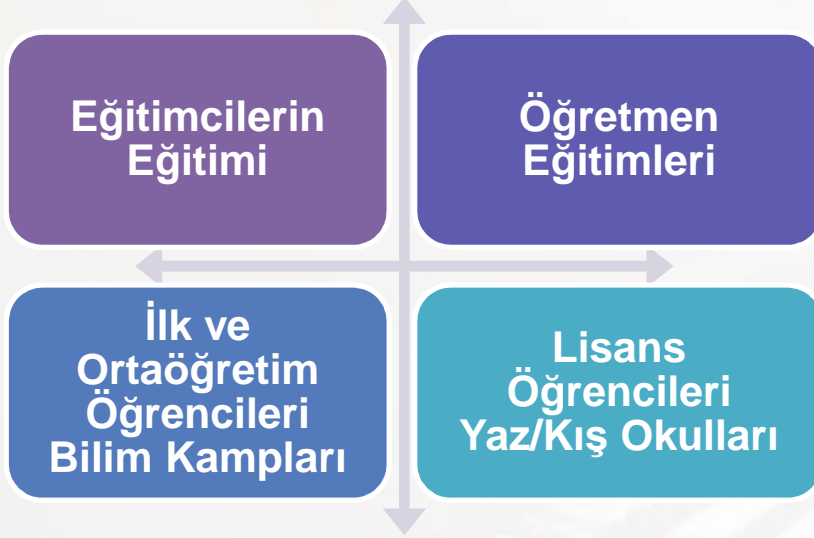 Eğitimcilerin
Eğitimi
Öğretmen
Eğitimleri
İlk ve
Ortaöğretim
Öğrencileri
Bilim Kampları
Lisans
Öğrencileri
Yaz/Kış Okulları